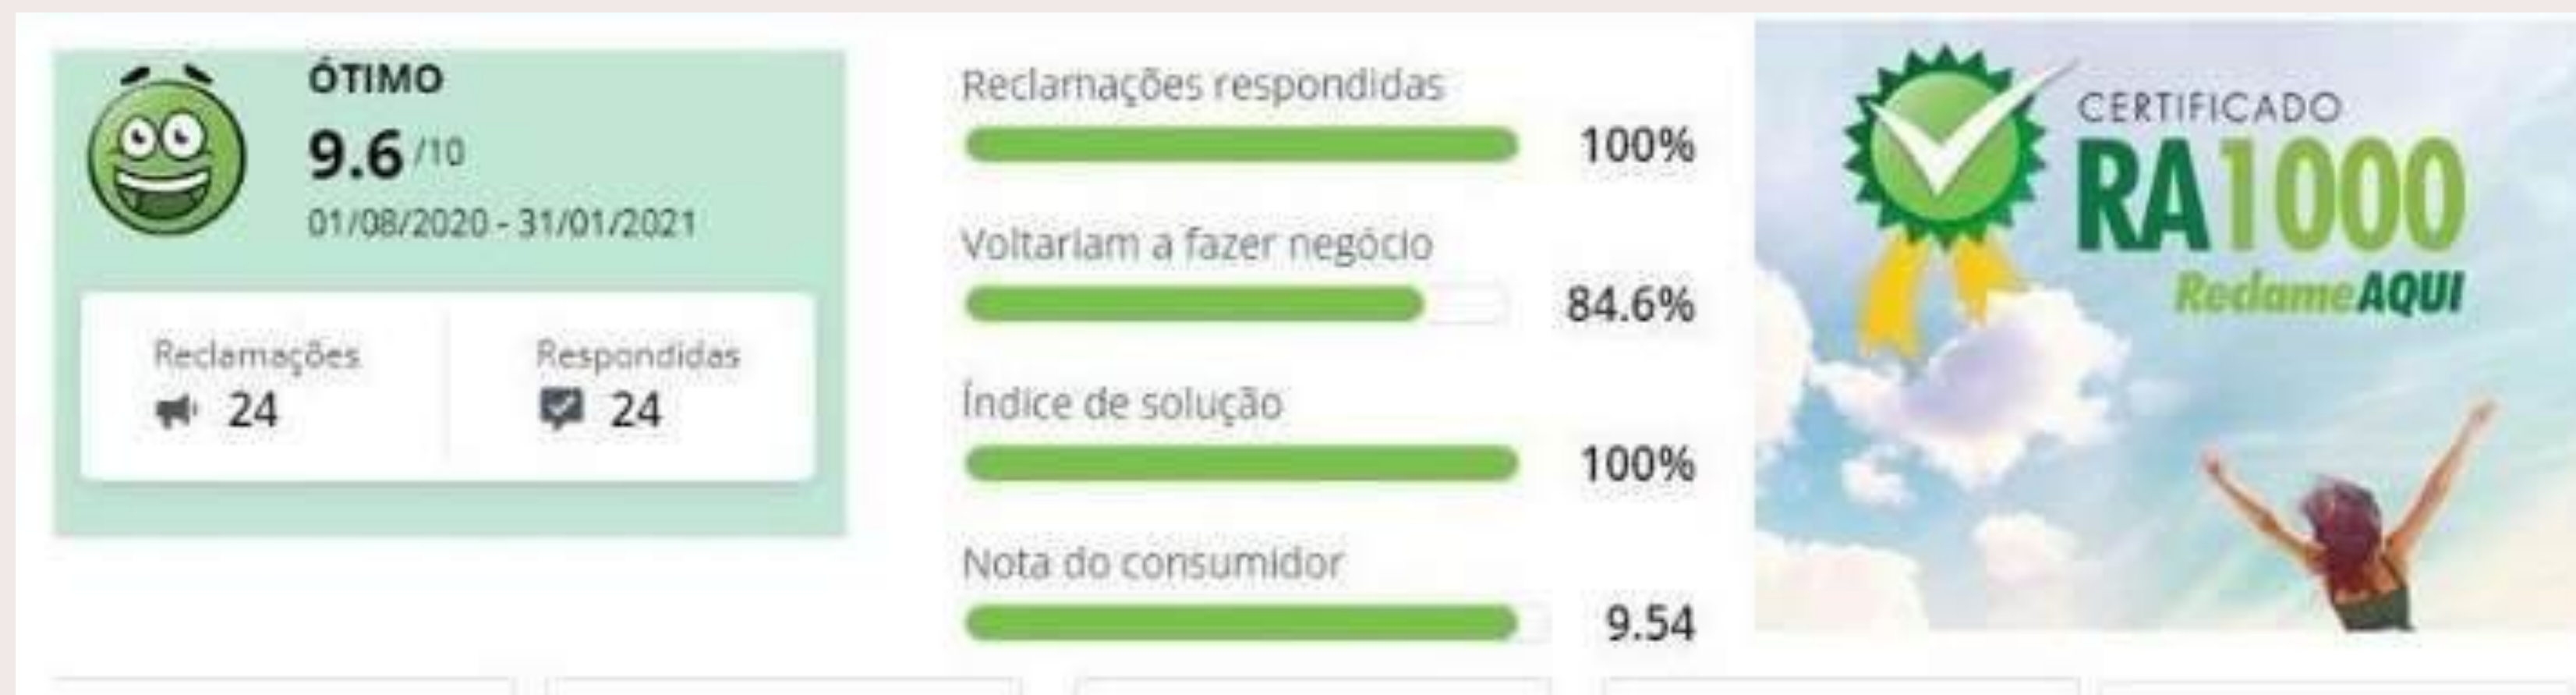 ÓTIMO
9.6 /10
01/08/2020 - 31/01/2021
Reclamações
24
Respondidas
24
Reclamações respondidas
100%
Voltariam a fazer negócio
84.6%
Índice de solução
100%
Nota do consumidor
9.54
CERTIFICADO
RA1000
ReclameAQUI